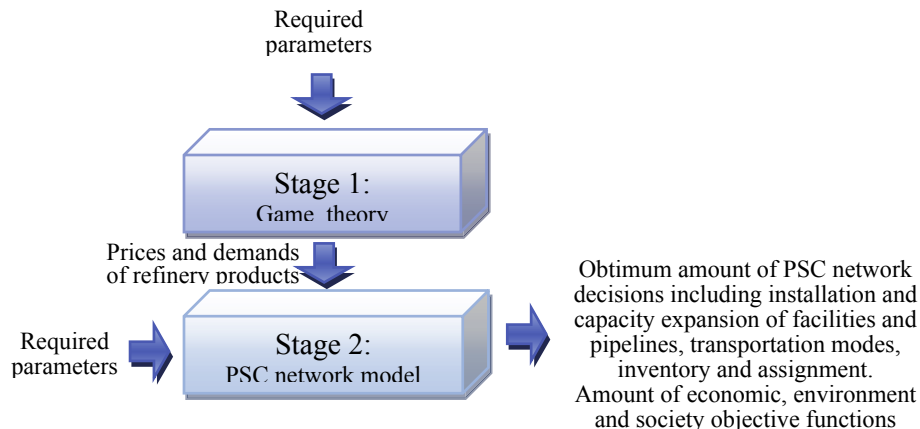 Required
parameters
Stage 1:
Game theory
Prices and demands
of refinery products
Required
parameters
Stage 2:
PSC network model
Obtimum amount of PSC network
decisions including installation and
capacity expansion of facilities and
pipelines, transportation modes,
inventory and assignment.
Amount of economic, environment
and society objective functions